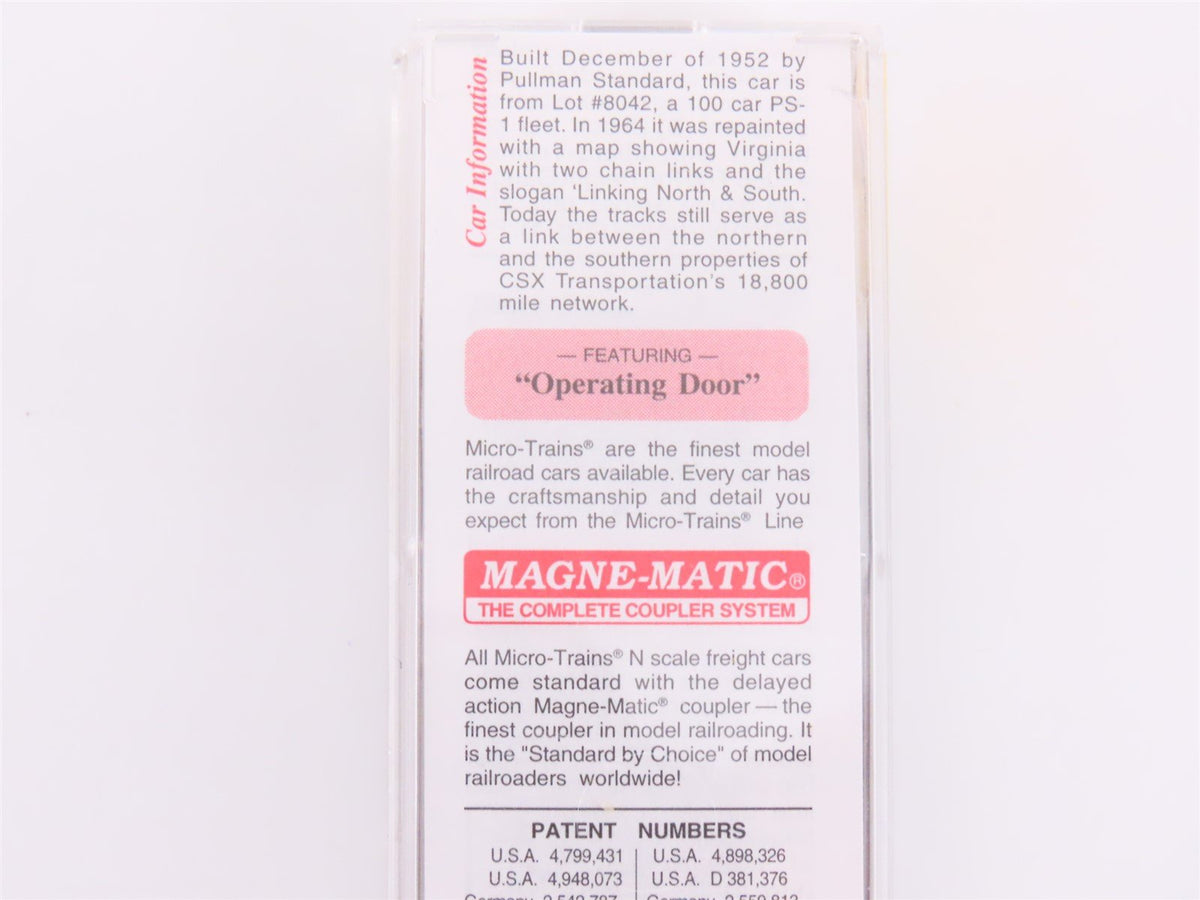 Car Information
Built December of 1952 by
Pullman Standard, this car is
from Lot #8042, a 100 car PS-
1 fleet. In 1964 it was repainted
with a map showing Virginia
with two chain links and the
slogan ‘Linking North & South.
Today the tracks still serve as
a link between the northern
and the southern properties of
CSX Transportation's 18,800
mile network.
— FEATURING —
“Operating Door”
Micro-Trains® are the finest model
railroad cars available. Every car has
the craftsmanship and detail you
expect from the Micro-Trains® Line
MAGNE-MATIC®
THE COMPLETE COUPLER SYSTEM
All Micro-Trains® N scale freight cars
come standard with the delayed
action Magne-Matic® coupler — the
finest coupler in model railroading. It
is the "Standard by Choice" of model
railroaders worldwide!
PATENT NUMBERS
U.S.A. 4,799,431 | U.S.A. 4,898,326
U.S.A. 4,948,073 | U.S.A. D 381,376
Germany | Germany